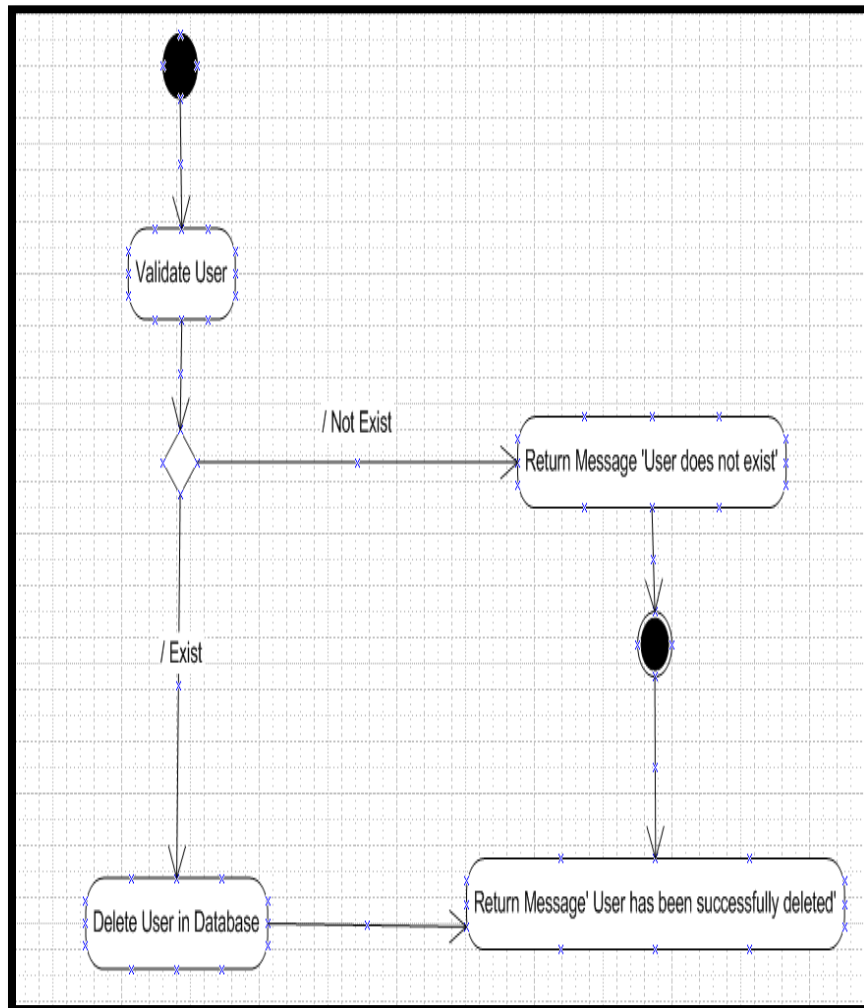 Validate User
/ Not Exist
Return Message 'User does not exist'
/ Exist
Delete User in Database
Return Message' User has been successfully deleted'